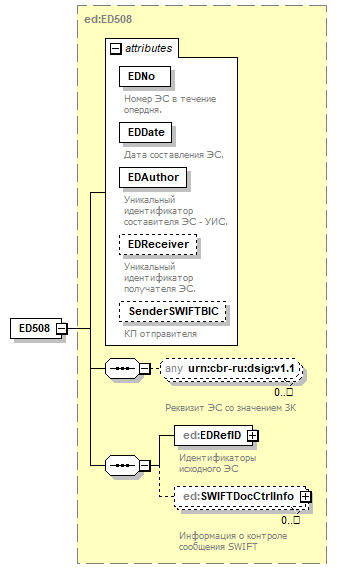 ed:ED508
attributes
EDNo
Номер ЭС в течение
опердня.
EDDate
Дата составления ЭС.
EDAuthor
Уникальный
идентификатор
составителя ЭС - УИС.
EDReceiver
Уникальный
идентификатор
получателя ЭС.
SenderSWIFTBIC
КП отправителя
ED508
any urn:cbr-ru:dsig:v1.1
0..□
Реквизит ЭС со значением ЗК
ed:EDRefID
Идентификаторы
исходного ЭС
ed:SWIFTDocCtrlInfo
0..□
Информация о контроле
сообщения SWIFT